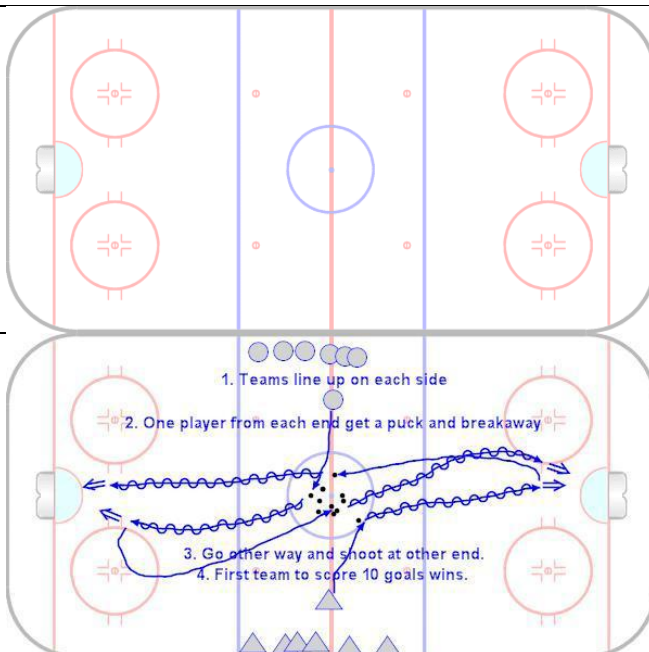 1. Teams line up on each side
2. One player from each end get a puck and breakaway
3. Go other way and shoot at other end.
4. First team to score 10 goals wins.